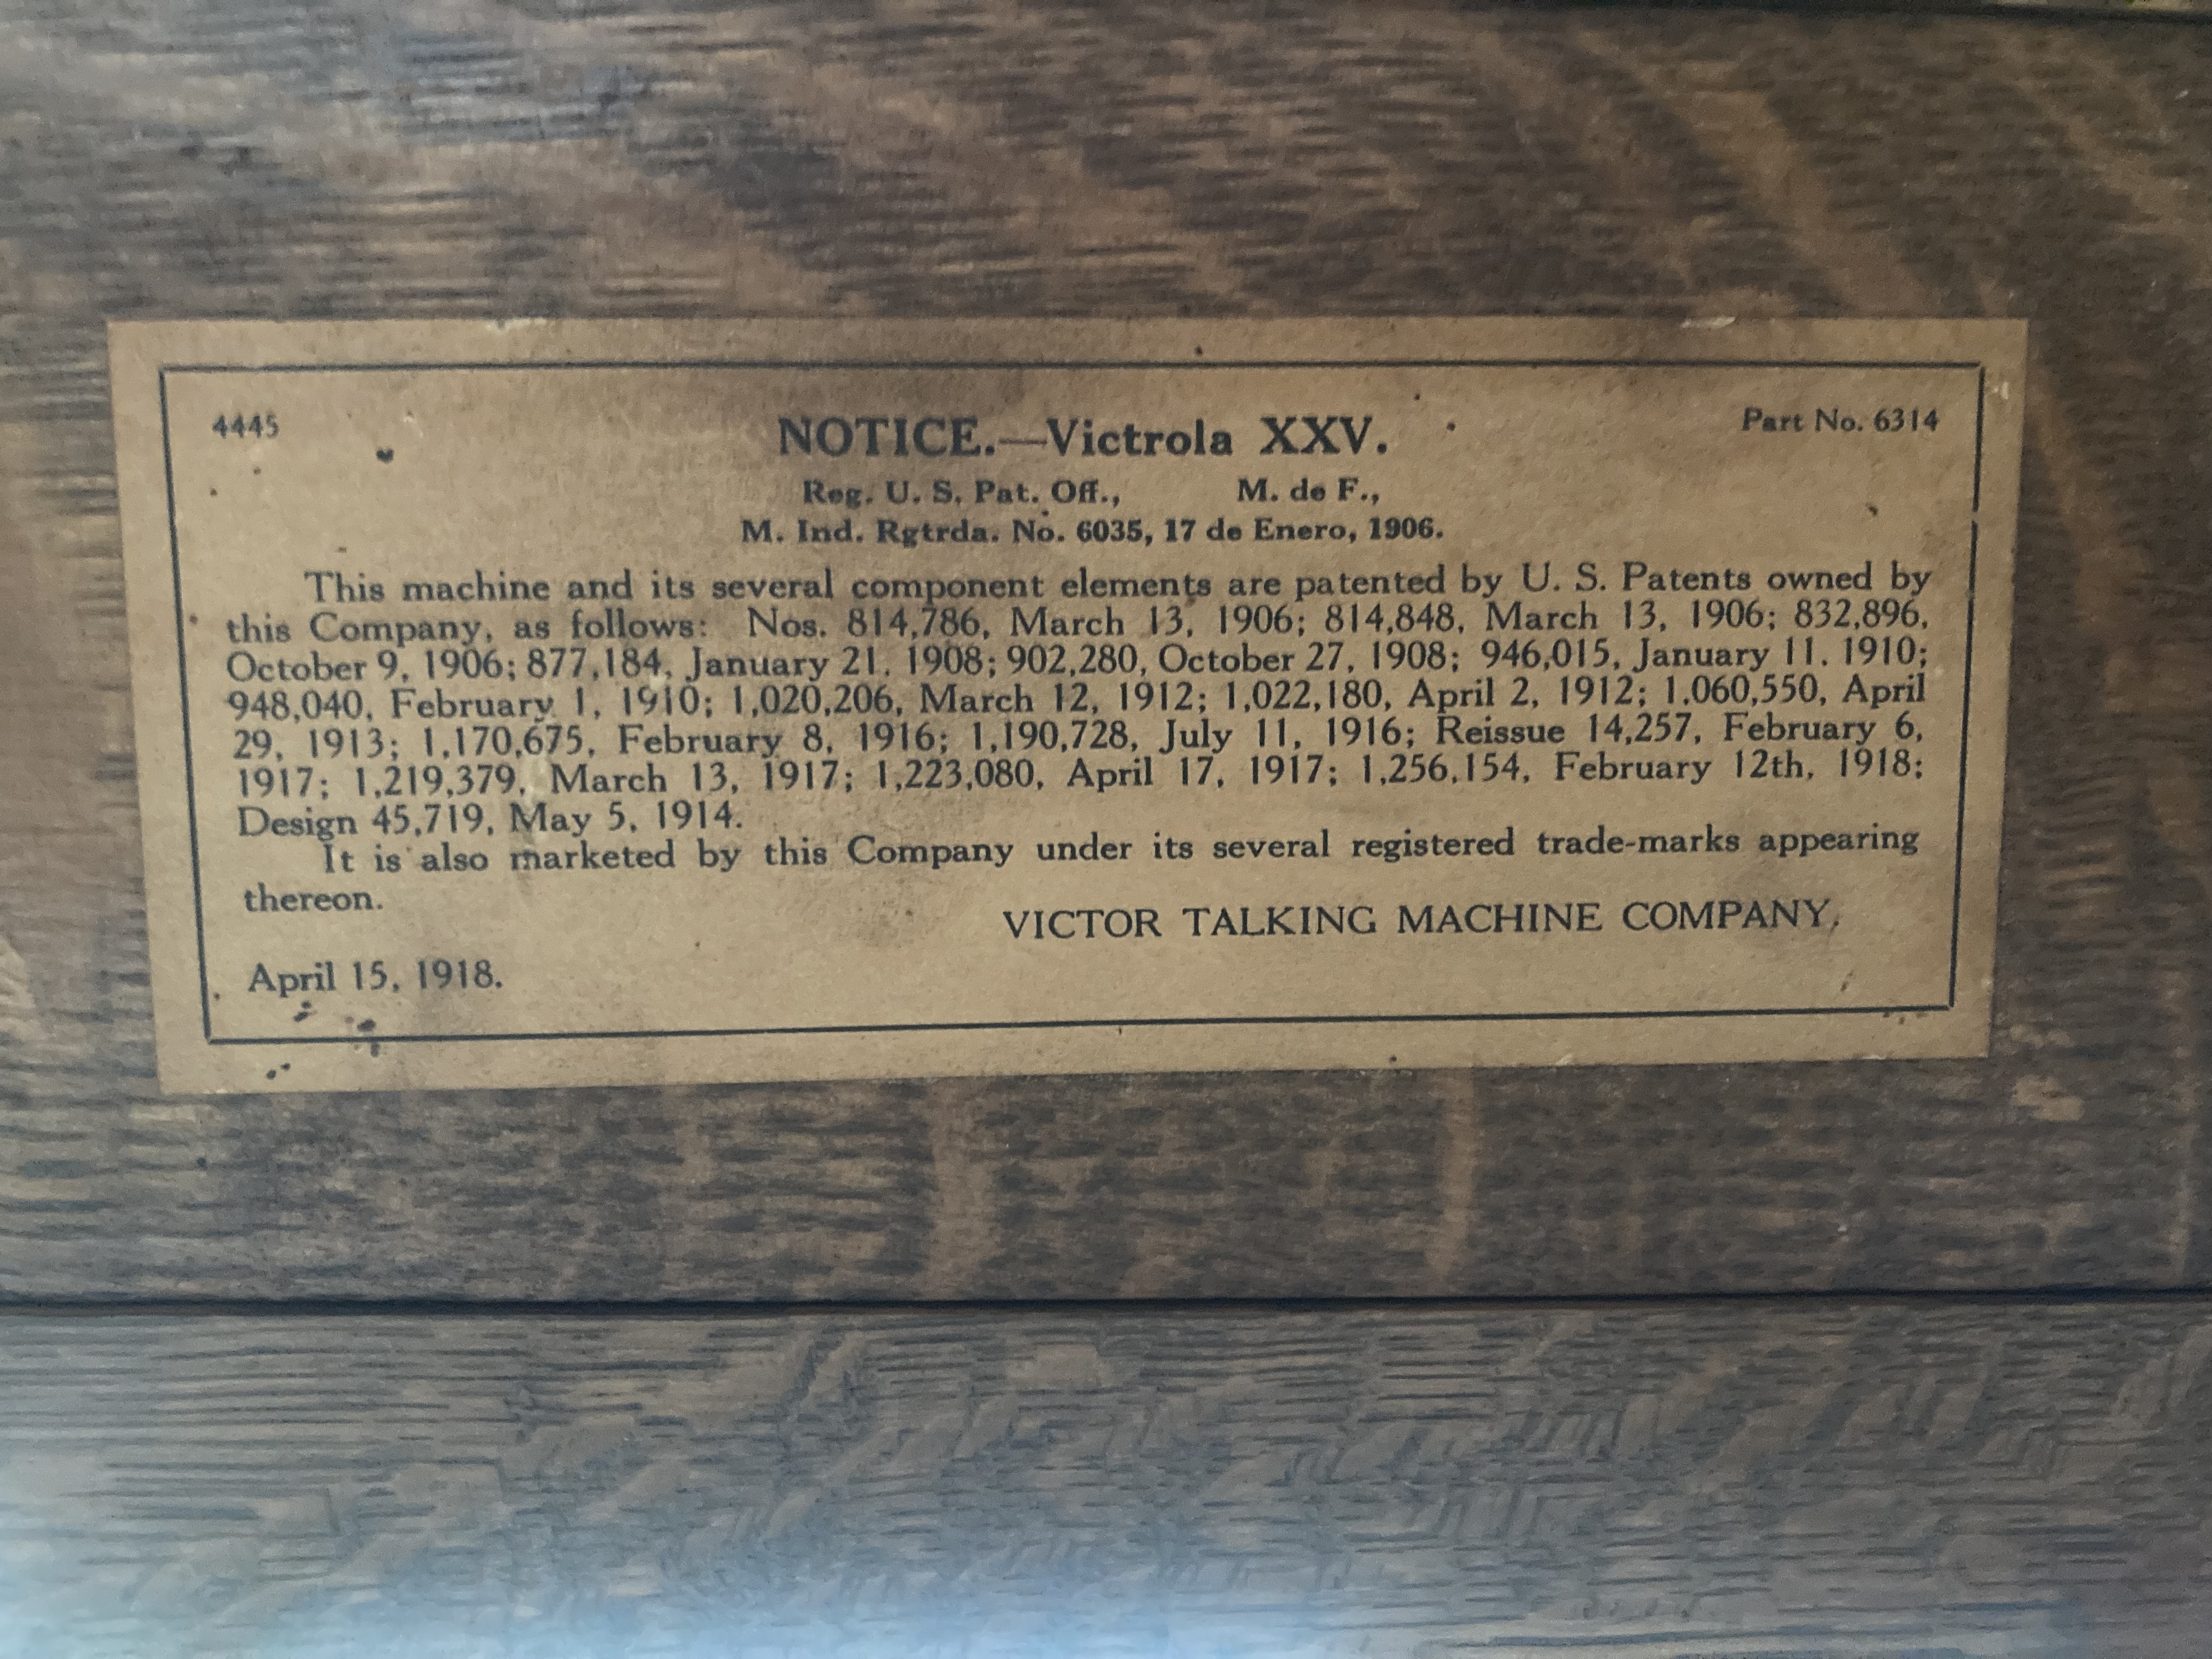 4445 NOTICE.—Victrola XXV. Part No. 6314
Reg. U. S. Pat. Off., M. de F.,
M. Ind. Rgtrda. No. 6035, 17 de Enero, 1906.
This machine and its several component elements are patented by U. S. Patents owned by
this Company, as follows: Nos. 814,786, March 13, 1906; 814,848, March 13, 1906; 832,896,
October 9, 1906; 877,184, January 21, 1908; 902,280, October 27, 1908; 946,015, January 11, 1910;
948,040, February 1, 1910; 1,020,206, March 12, 1912; 1,022,180, April 2, 1912; 1,060,550, April
29, 1913; 1,170,675, February 8, 1916; 1,190,728, July 11, 1916; Reissue 14,257, February 6,
1917; 1,219,379, March 13, 1917; 1,223,080, April 17, 1917; 1,256,154, February 12th, 1918;
Design 45,719, May 5, 1914.
It is also marketed by this Company under its several registered trade-marks appearing
thereon.
VICTOR TALKING MACHINE COMPANY.
April 15, 1918.